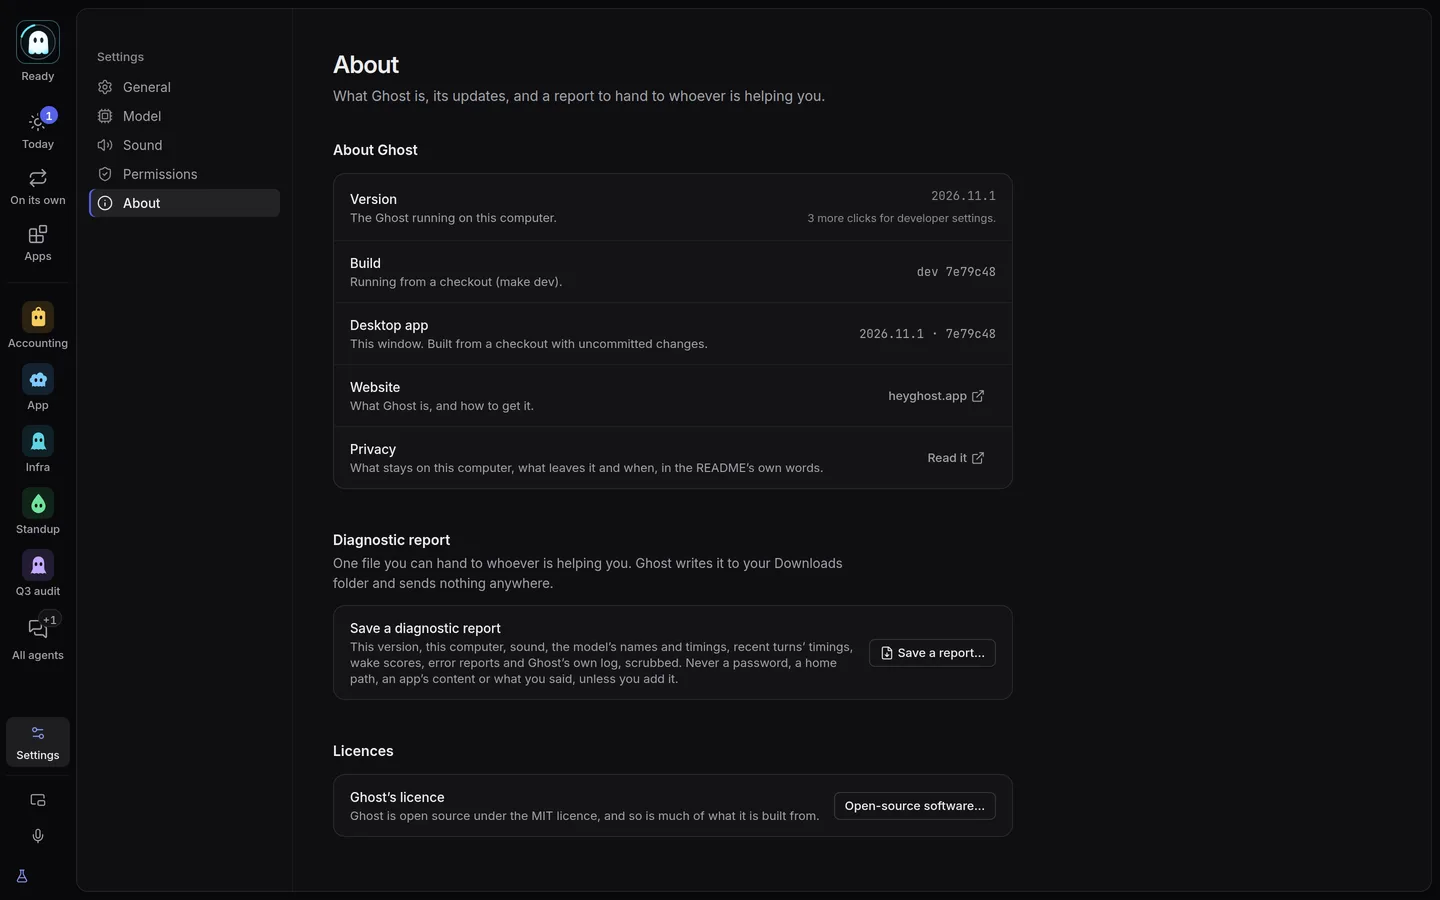 Ready
1
Today
On its own
Apps
Accounting
App
Infra
Standup
Q3 audit
+1
All agents
Settings
Settings
General
Model
Sound
Permissions
About
About
What Ghost is, its updates, and a report to hand to whoever is helping you.
About Ghost
Version
The Ghost running on this computer.
2026.11.1
3 more clicks for developer settings.
Build
Running from a checkout (make dev).
dev 7e79c48
Desktop app
This window. Built from a checkout with uncommitted changes.
2026.11.1 · 7e79c48
Website
What Ghost is, and how to get it.
heyghost.app
Privacy
What stays on this computer, what leaves it and when, in the README’s own words.
Read it
Diagnostic report
One file you can hand to whoever is helping you. Ghost writes it to your Downloads
folder and sends nothing anywhere.
Save a diagnostic report
This version, this computer, sound, the model’s names and timings, recent turns’ timings,
wake scores, error reports and Ghost’s own log, scrubbed. Never a password, a home
path, an app’s content or what you said, unless you add it.
Save a report...
Licences
Ghost’s licence
Ghost is open source under the MIT licence, and so is much of what it is built from.
Open-source software...